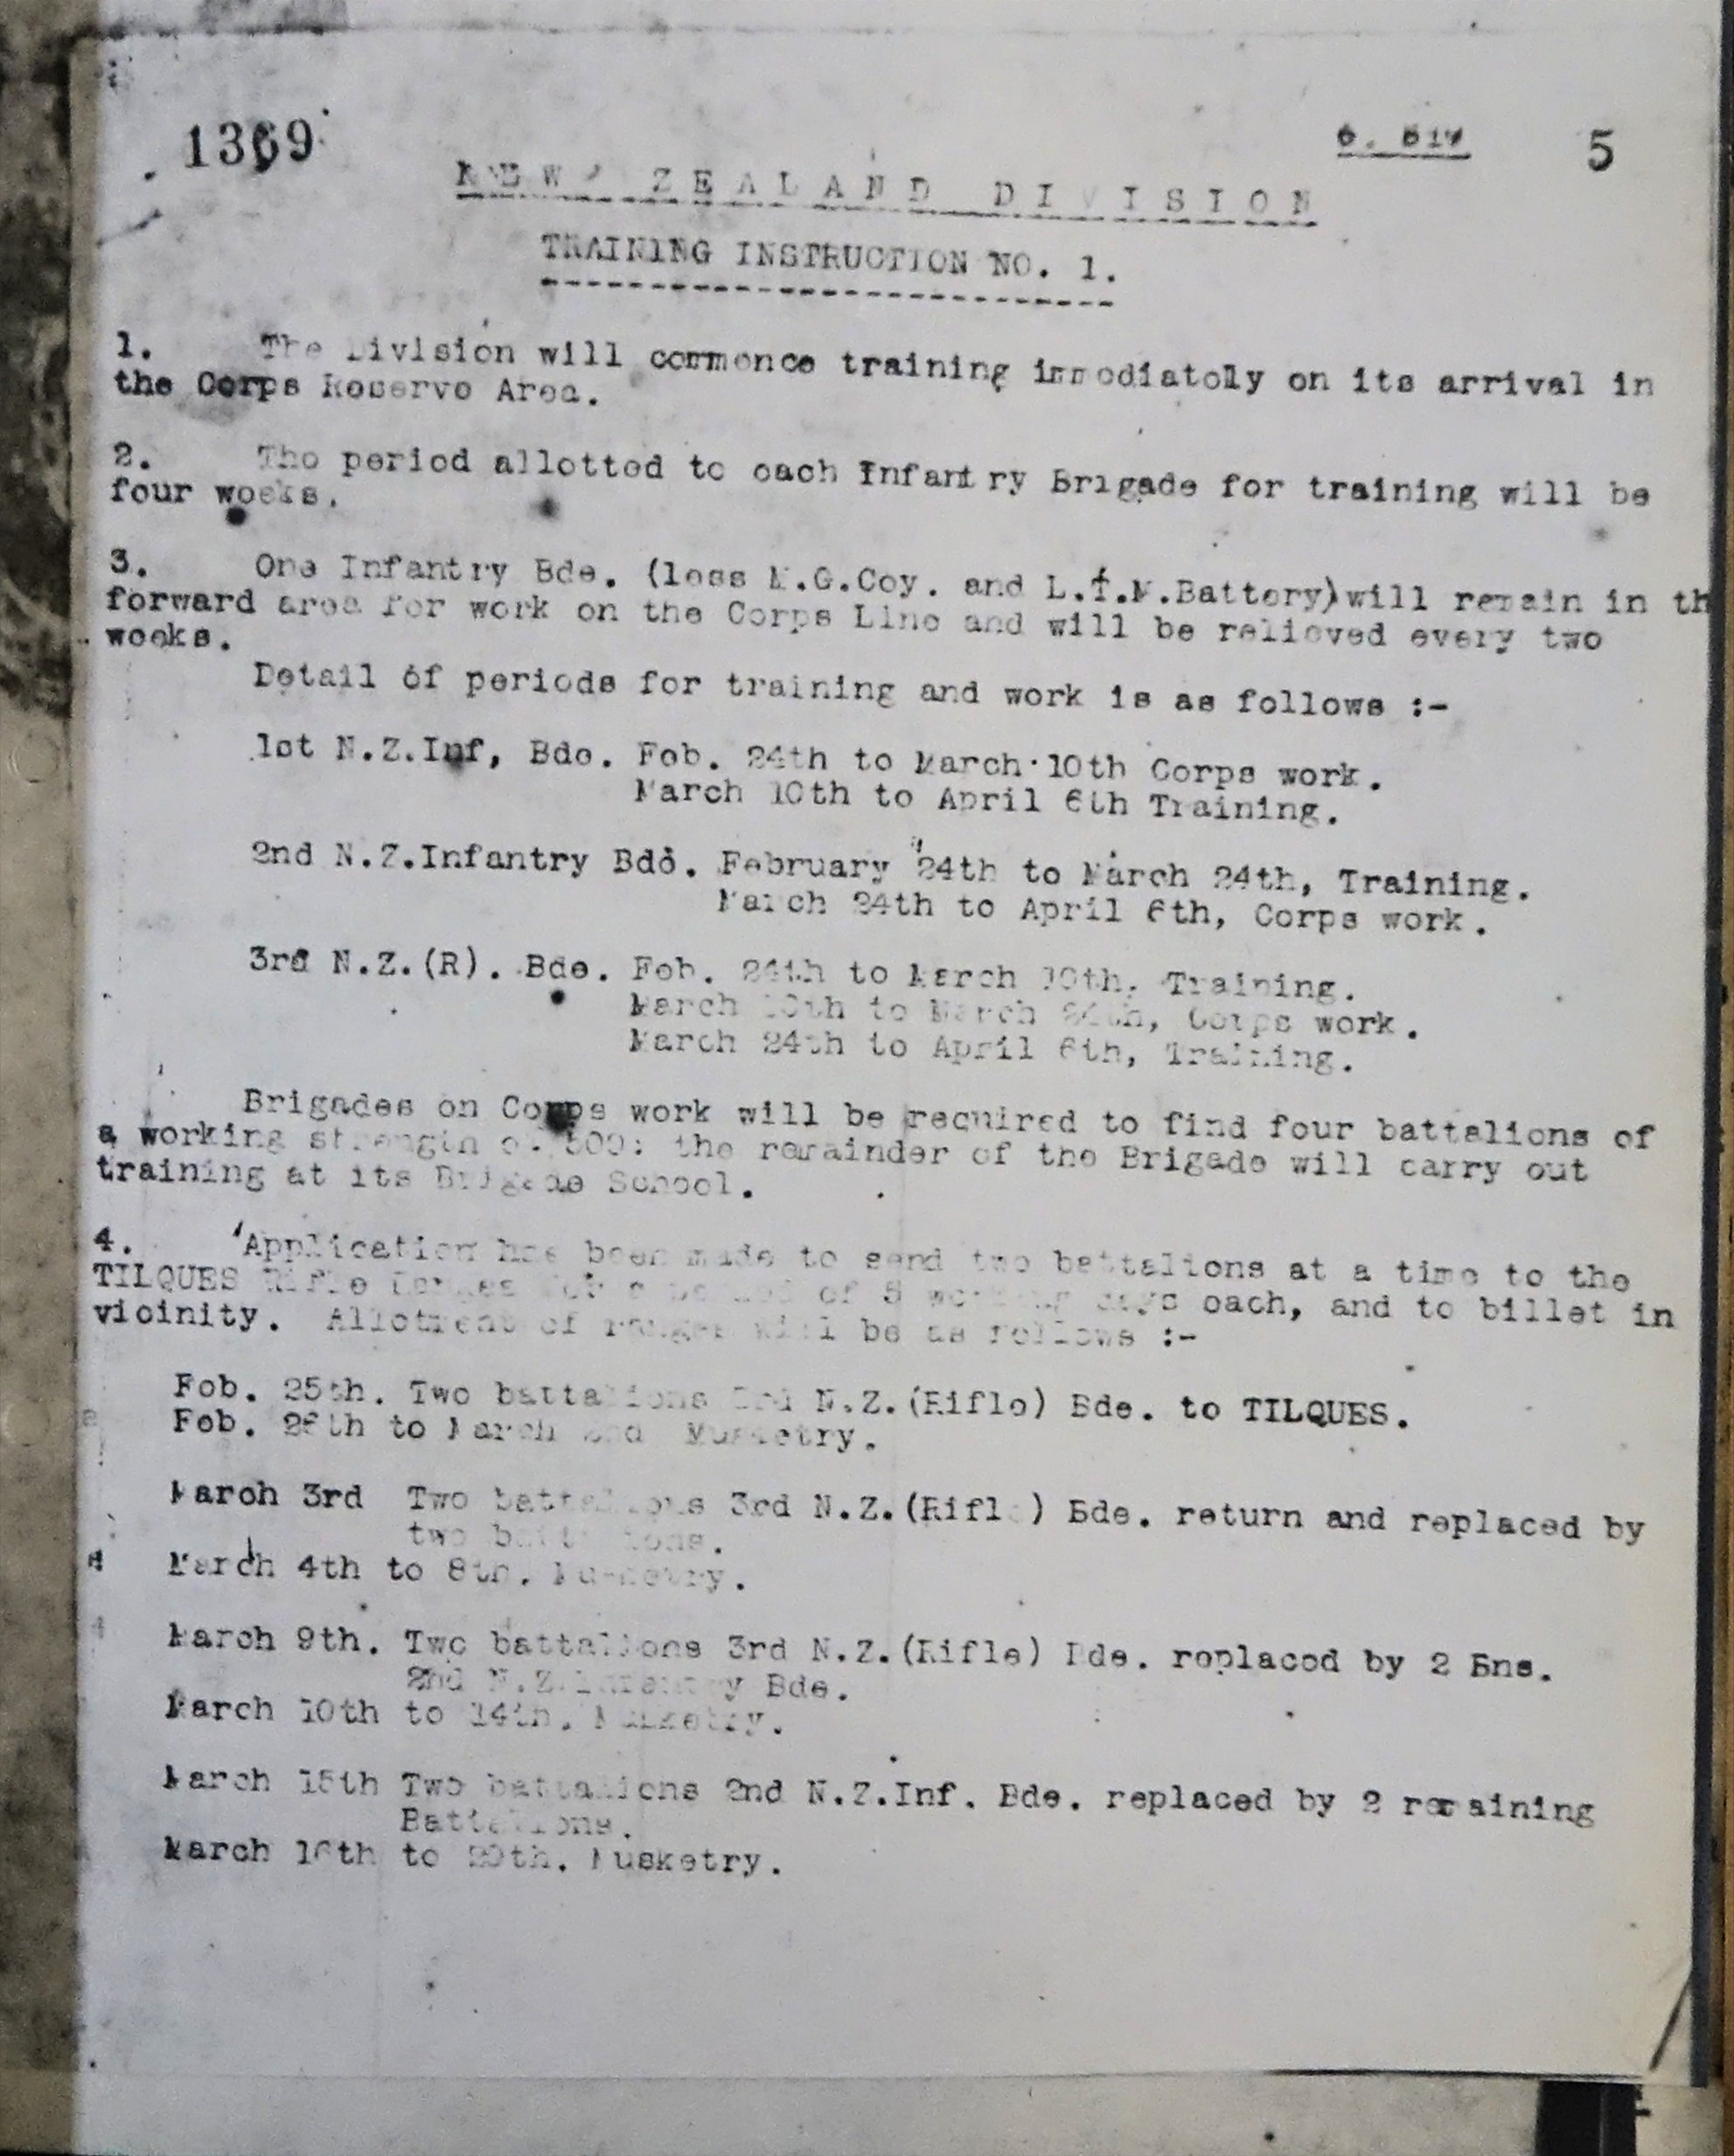 1369
5
NEW ZEALAND DIVISION
TRAINING INSTRUCTION NO. 1.
1. The Division will commence training immediately on its arrival in
the Corps Reserve Area.
2. The period allotted to each Infantry Brigade for training will be
four weeks.
3. One Infantry Bde. (less M.G.Coy. and L.T.M.Battery) will remain in th
forward area for work on the Corps Line and will be relieved every two
weeks.
Detail of periods for training and work is as follows :-
1st N.Z.Inf, Bde. Feb. 24th to March 10th Corps work.
March 10th to April 6th Training.
2nd N.Z.Infantry Bde. February 24th to March 24th, Training.
March 24th to April 6th, Corps work.
3rd N.Z.(R). Bde. Feb. 24th to March 10th, Training.
March 10th to March 24th, Corps work.
March 24th to April 6th, Training.
Brigades on Corps work will be required to find four battalions of
a working strength of 500: the remainder of the Brigade will carry out
training at its Brigade School.
4. Application has been made to send two battalions at a time to the
TILQUES Rifle Ranges for a period of 5 working days each, and to billet in
vicinity. Allotment of ranges will be as follows :-
Feb. 25th. Two battalions 3rd N.Z.(Rifle) Bde. to TILQUES.
Feb. 26th to March 2nd Musketry.
March 3rd Two battalions 3rd N.Z.(Rifle) Bde. return and replaced by
two battalions.
March 4th to 8th. Musketry.
March 9th. Two battalions 3rd N.Z.(Rifle) Bde. replaced by 2 Bns.
2nd N.Z.Infantry Bde.
March 10th to 14th. Musketry.
March 15th Two battalions 2nd N.Z.Inf. Bde. replaced by 2 remaining
Battalions.
March 16th to 20th. Musketry.